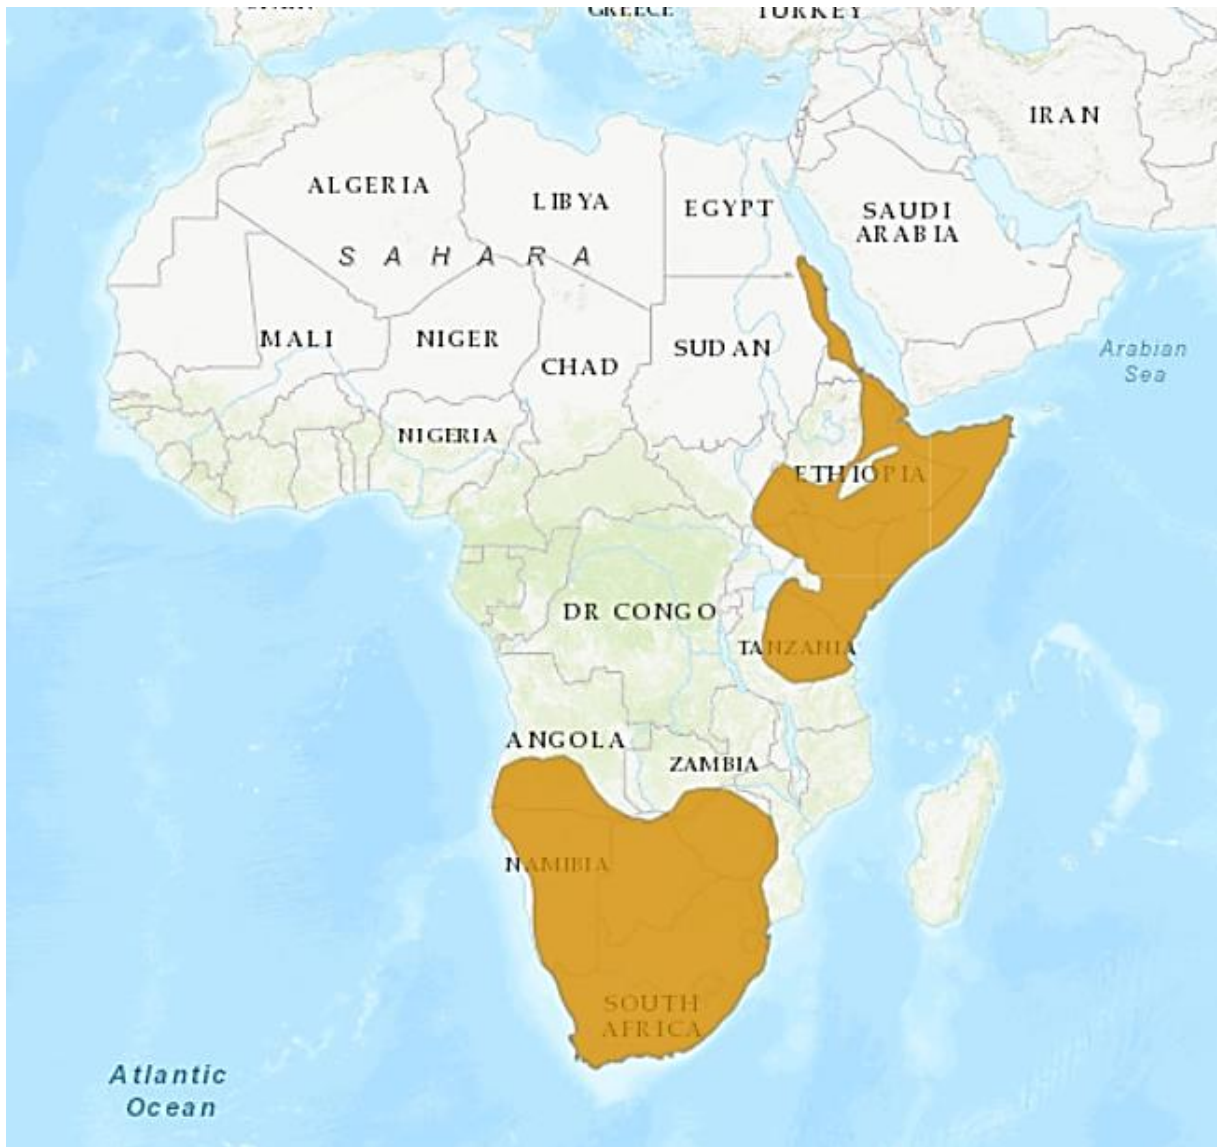 GREECE
TURKEY
IRAN
ALGERIA
LIBYA
EGYPT
SAUDI
ARABIA
SAHARA
MALI
NIGER
CHAD
SUDAN
Arabian
Sea
NIGERIA
ETHIOPIA
DR CONGO
TANZANIA
ANGOLA
ZAMBIA
NAMIBIA
SOUTH
AFRICA
Atlantic
Ocean